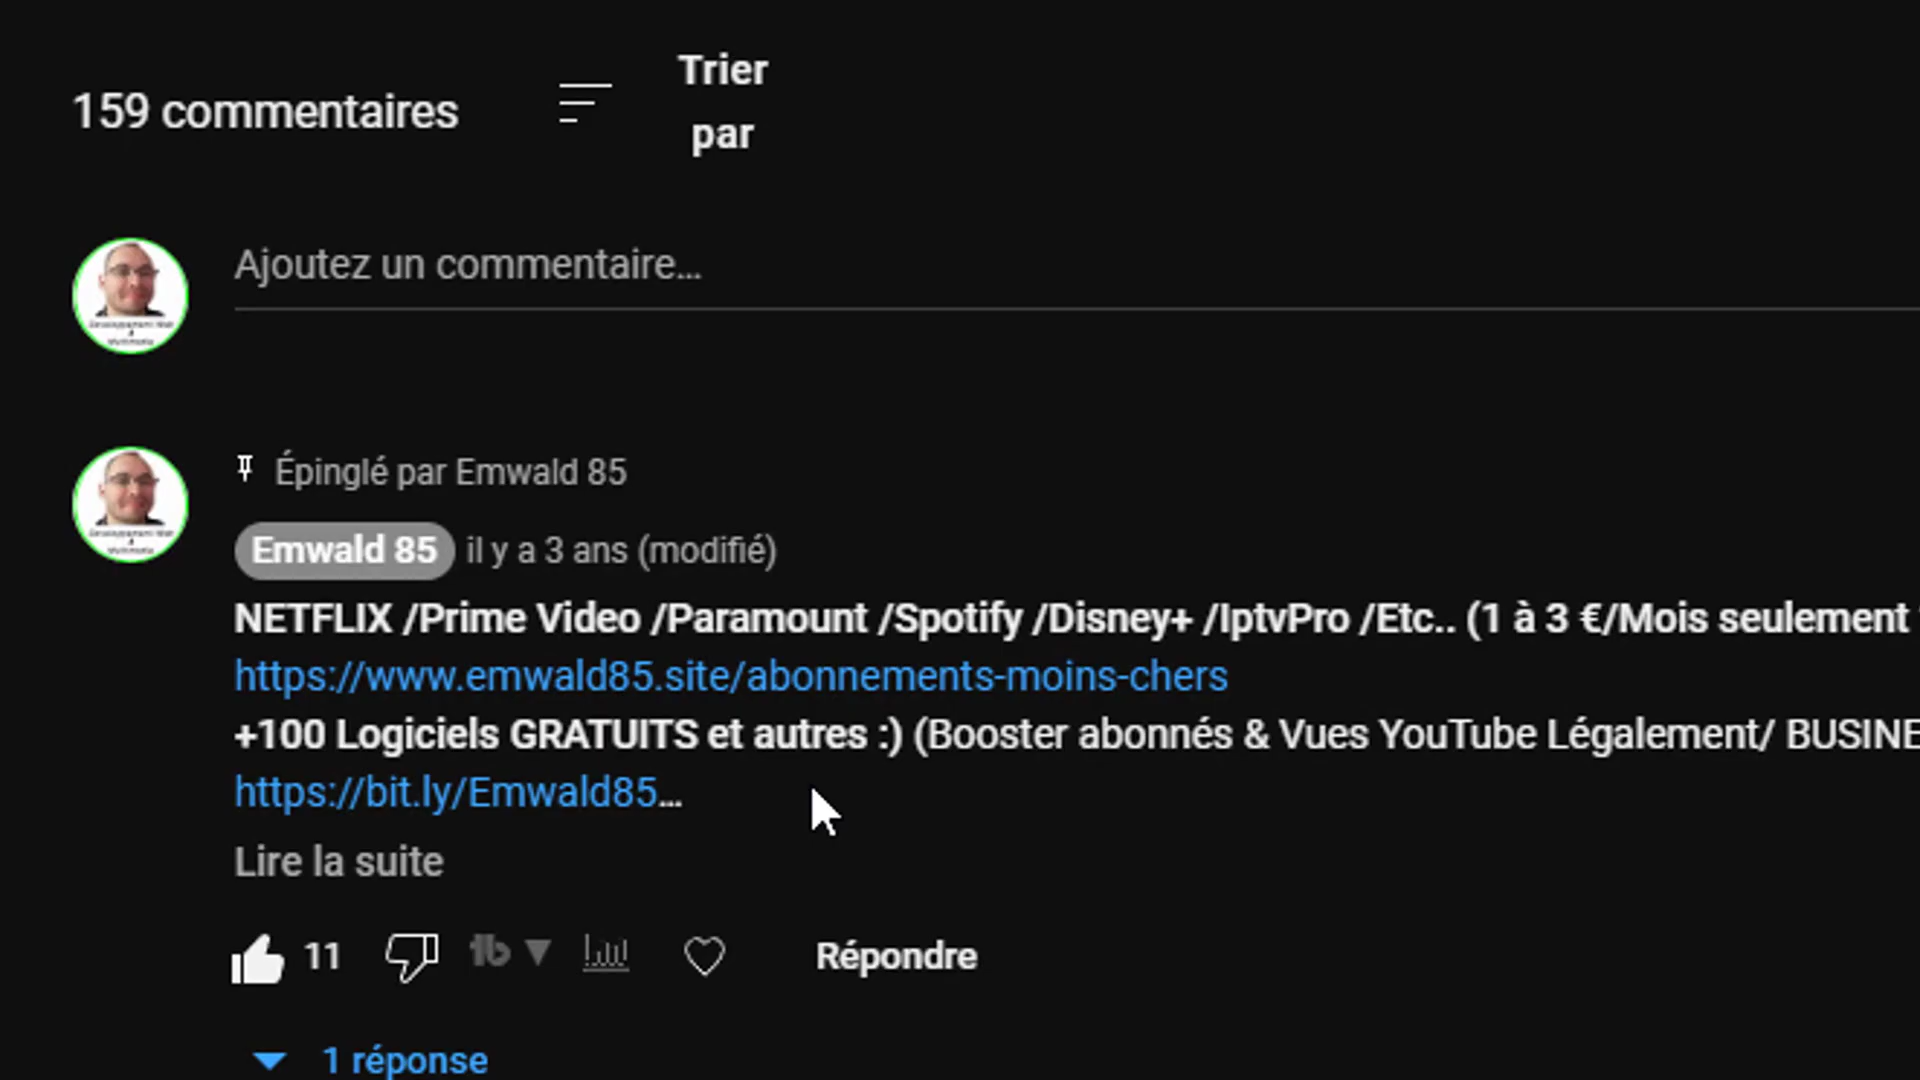 159 commentaires
Trier
par
Ajoutez un commentaire...
Épinglé par Emwald 85
Emwald 85 il y a 3 ans (modifié)
NETFLIX /Prime Video /Paramount /Spotify /Disney+ /IptvPro /Etc.. (1 à 3 €/Mois seulement
https://www.emwald85.site/abonnements-moins-chers
+100 Logiciels GRATUITS et autres :) (Booster abonnés & Vues YouTube Légalement/ BUSINE
https://bit.ly/Emwald85...
Lire la suite
11
Répondre
1 réponse